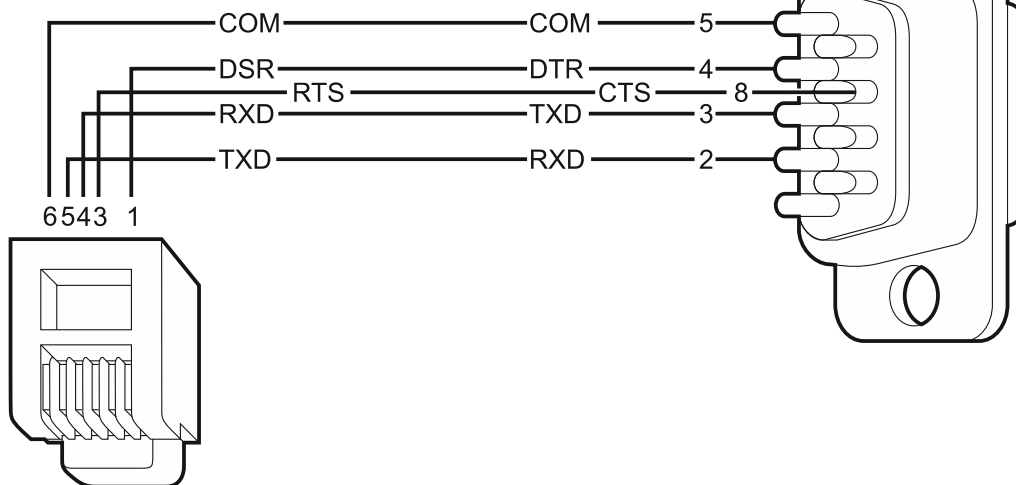 COM COM 5
DSR DTR 4
RTS CTS 8
RXD TXD 3
TXD RXD 2
6543 1